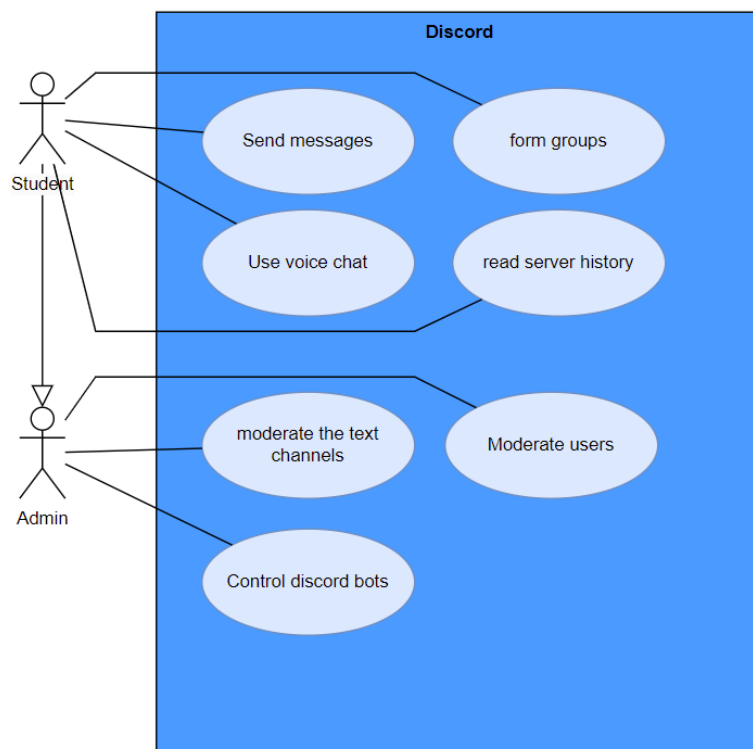 Discord
Send messages
form groups
Student
Use voice chat
read server history
moderate the text
channels
Moderate users
Admin
Control discord bots